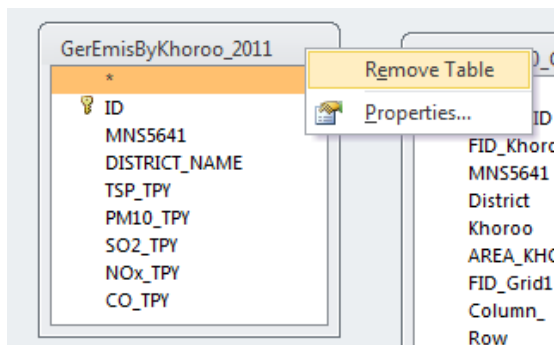 GerEmisByKhoroo_2011
*
ID
MNS5641
DISTRICT_NAME
TSP_TPY
PM10_TPY
SO2_TPY
NOx_TPY
CO_TPY
Remove Table
Properties...
ID
FID_Khoro
MNS5641
District
Khoroo
AREA_KHO
FID_Grid1
Column_
Row